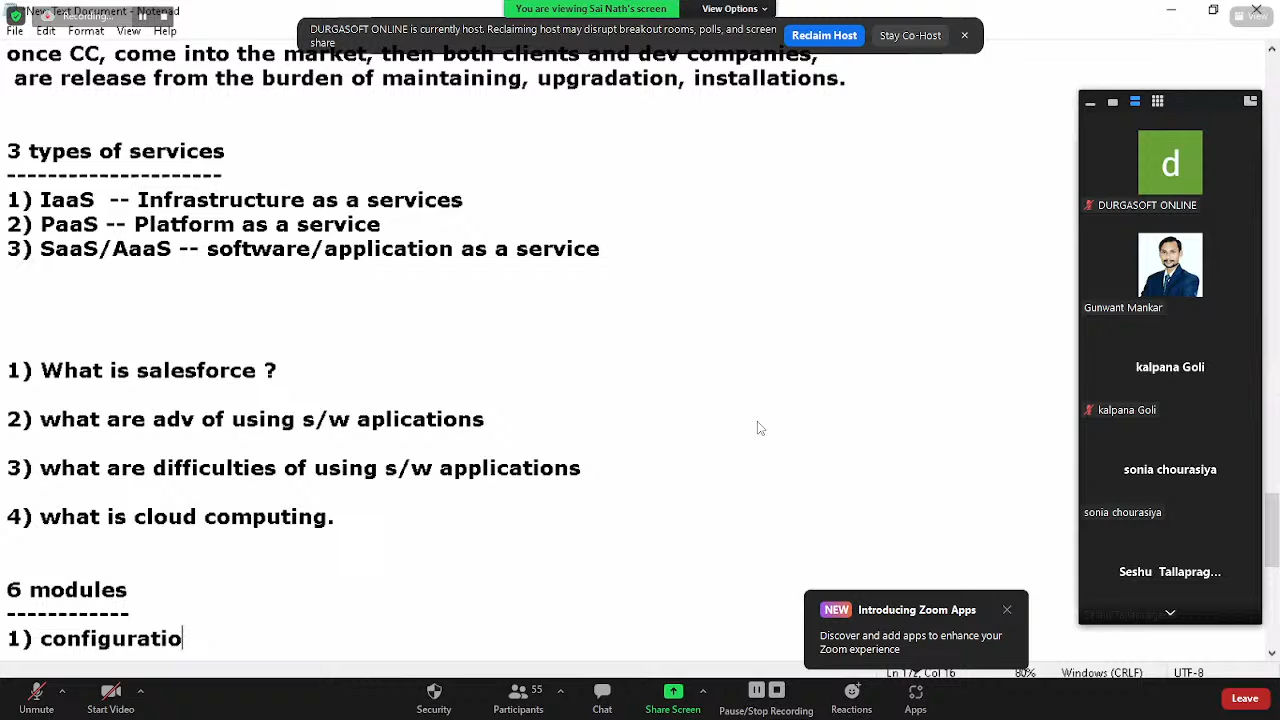 New Text Document - Notepad
Recording...
You are viewing Sai Nath's screen
View Options
View
File Edit Format View Help
DURGASOFT ONLINE is currently host. Reclaiming host may disrupt breakout rooms, polls, and screen
share
Reclaim Host
Stay Co-Host
once CC, come into the market, then both clients and dev companies,
are release from the burden of maintaining, upgradation, installations.
3 types of services
--------------------
1) IaaS -- Infrastructure as a services
2) PaaS -- Platform as a service
3) SaaS/AaaS -- software/application as a service
1) What is salesforce ?
2) what are adv of using s/w aplications
3) what are difficulties of using s/w applications
4) what is cloud computing.
6 modules
------------
1) configuratio
d
DURGASOFT ONLINE
Gunwant Mankar
kalpana Goli
kalpana Goli
sonia chourasiya
sonia chourasiya
Seshu Tallaprag...
NEW Introducing Zoom Apps
Discover and add apps to enhance your
Zoom experience
Ln 172, Col 16
80%
Windows (CRLF)
UTF-8
Unmute
Start Video
Security
55
Participants
Chat
Share Screen
Pause/Stop Recording
Reactions
Apps
Leave